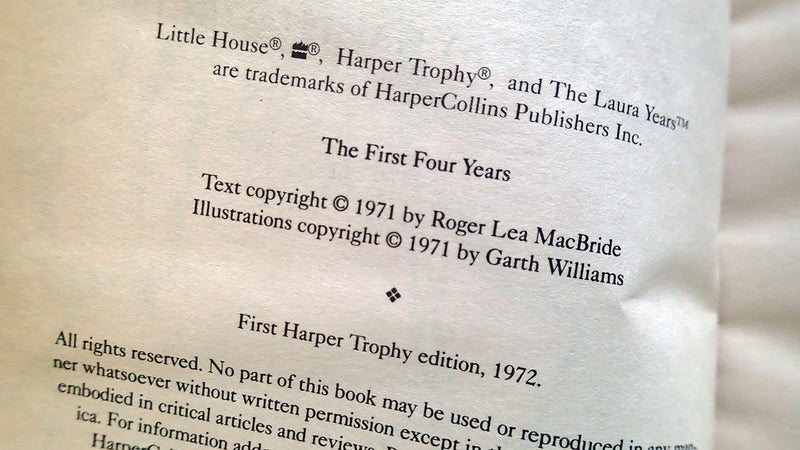 Little House®, ®, Harper Trophy®, and The Laura Years™
are trademarks of HarperCollins Publishers Inc.
The First Four Years
Text copyright © 1971 by Roger Lea MacBride
Illustrations copyright © 1971 by Garth Williams
First Harper Trophy edition, 1972.
All rights reserved. No part of this book may be used or reproduced in any man-
ner whatsoever without written permission except in
embodied in critical articles and reviews.
ica. For information